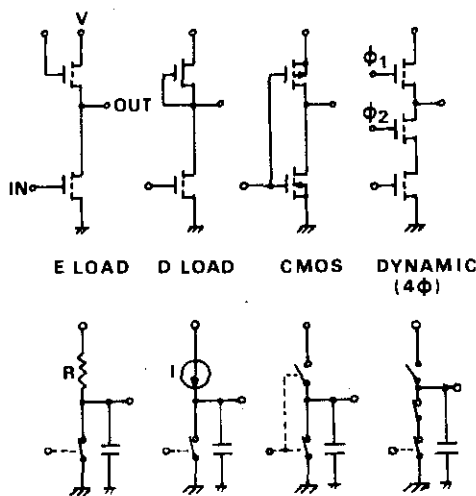 V
ϕ1
OUT
ϕ2
IN
E LOAD
D LOAD
CMOS
DYNAMIC
(4ϕ)
R
I